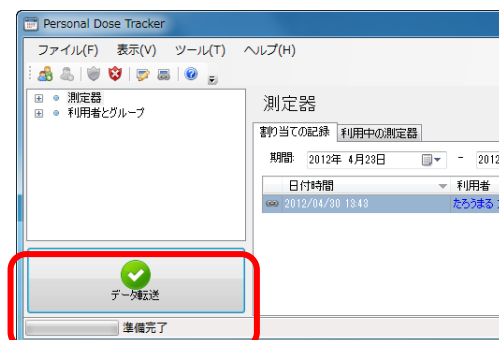 Personal Dose Tracker
ファイル(F) 表示(V) ツール(T) ヘルプ(H)
測定器
利用者とグループ
測定器
割り当ての記録 利用中の測定器
期間: 2012年 4月23日 - 2012
日付時間 利用者
2012/04/30 13:43 たろうまる
データ転送
準備完了